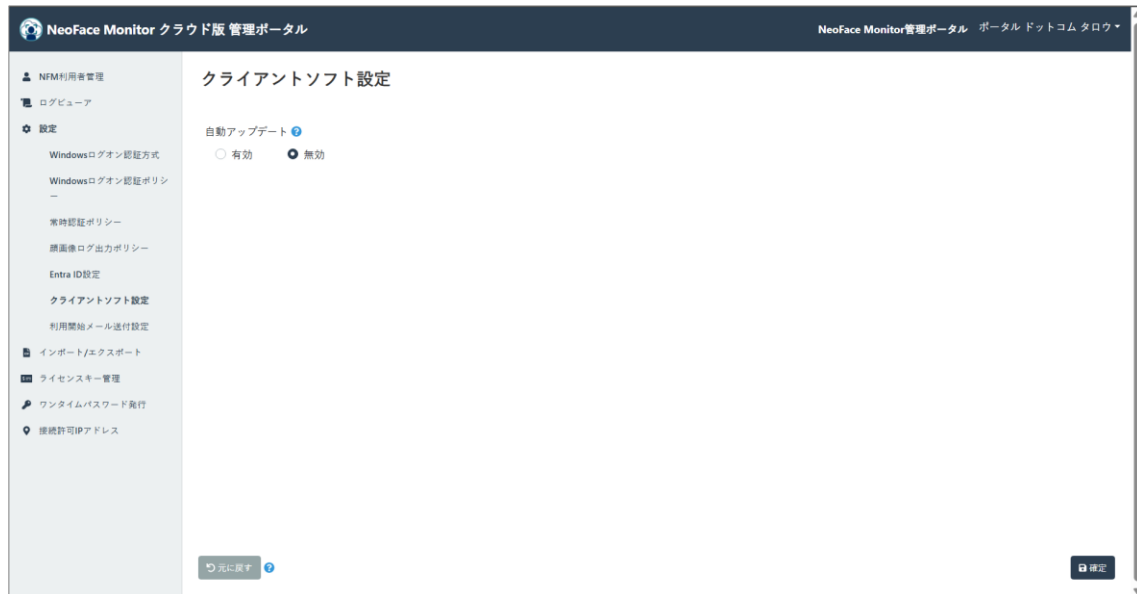 NeoFace Monitor クラウド版 管理ポータル
NeoFace Monitor管理ポータル ポータル ドットコム タロウ
NFM利用者管理
ログビューア
設定
Windowsログオン認証方式
Windowsログオン認証ポリシ
ー
常時認証ポリシー
顔画像ログ出力ポリシー
Entra ID設定
クライアントソフト設定
利用開始メール送付設定
インポート/エクスポート
ライセンスキー管理
ワンタイムパスワード発行
接続許可IPアドレス
クライアントソフト設定
自動アップデート ?
有効 無効
元に戻す ?
確定